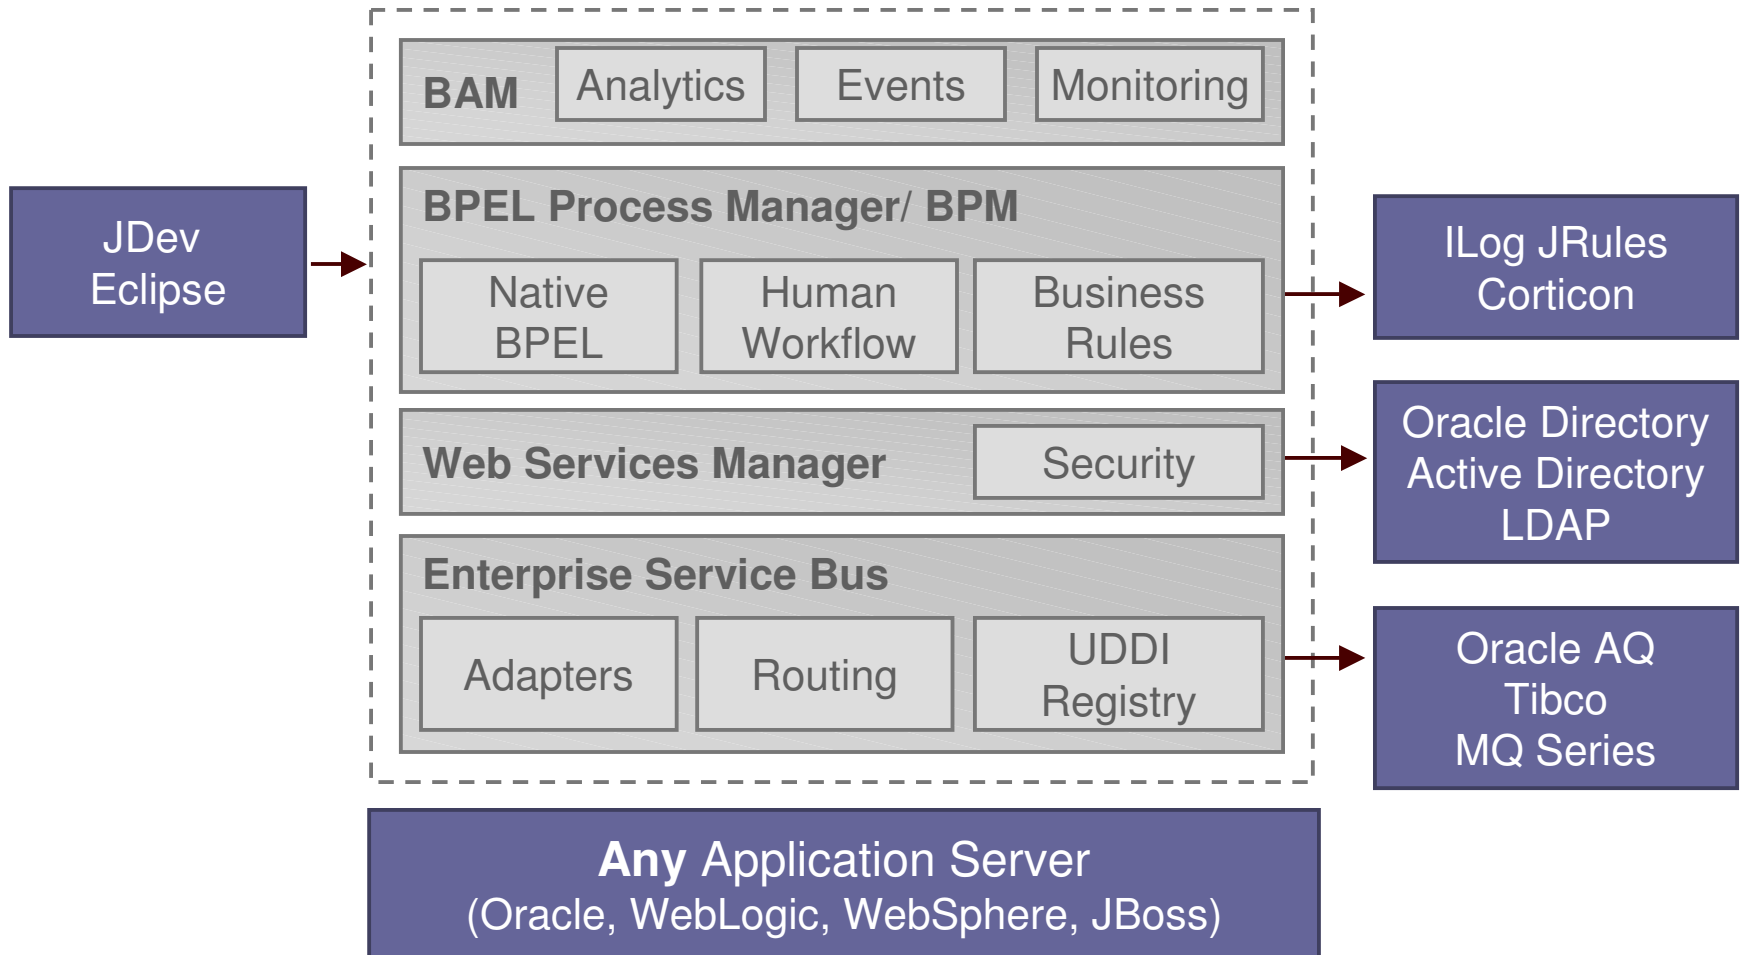 BAM
Analytics
Events
Monitoring
BPEL Process Manager/ BPM
Native
BPEL
Human
Workflow
Business
Rules
JDev
Eclipse
ILog JRules
Corticon
Web Services Manager
Security
Oracle Directory
Active Directory
LDAP
Enterprise Service Bus
Adapters
Routing
UDDI
Registry
Oracle AQ
Tibco
MQ Series
Any Application Server
(Oracle, WebLogic, WebSphere, JBoss)